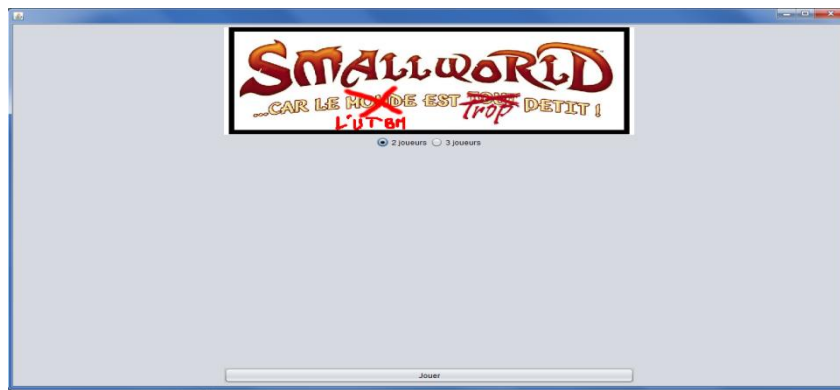 SMALLWORLD
...CAR LE MONDE EST TOUT PETIT !
L'UTBM Trop
2 joueurs 3 joueurs
Jouer